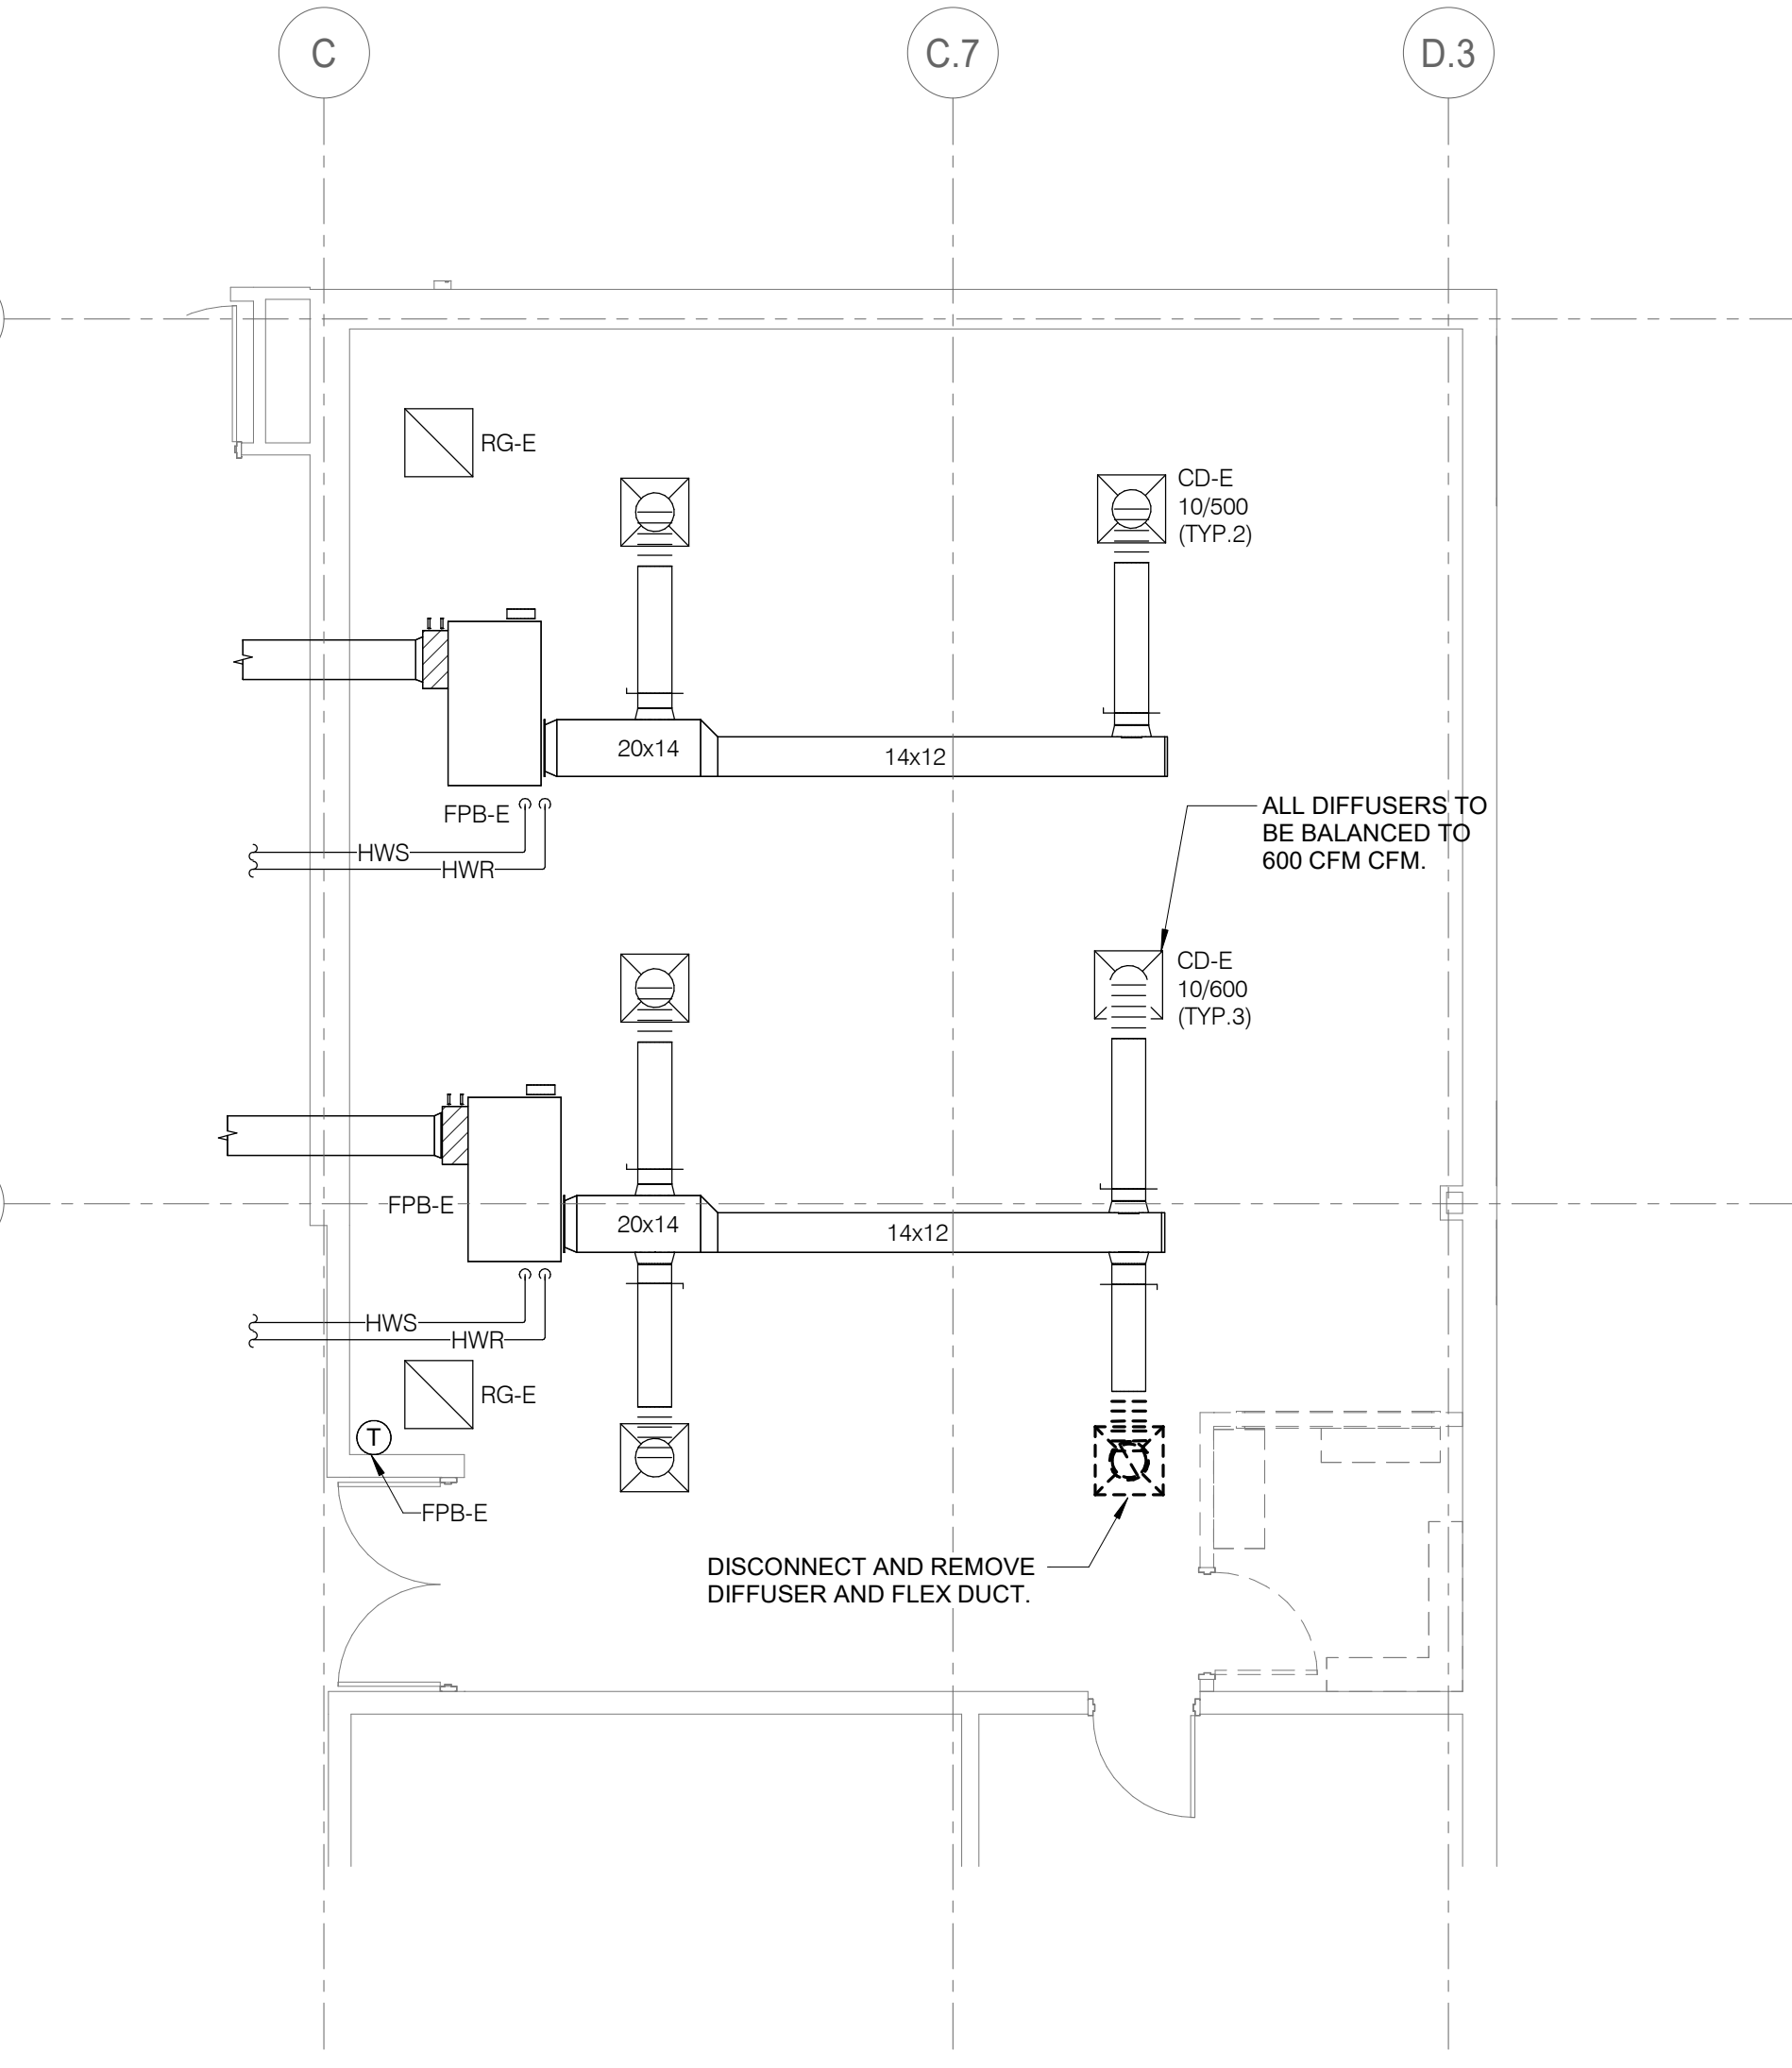 C
C.7
D.3
RG-E
CD-E
10/500
(TYP.2)
20x14
14x12
FPB-E
HWS
HWR
ALL DIFFUSERS TO
BE BALANCED TO
600 CFM CFM.
CD-E
10/600
(TYP.3)
FPB-E
20x14
14x12
HWS
HWR
RG-E
T
FPB-E
DISCONNECT AND REMOVE
DIFFUSER AND FLEX DUCT.